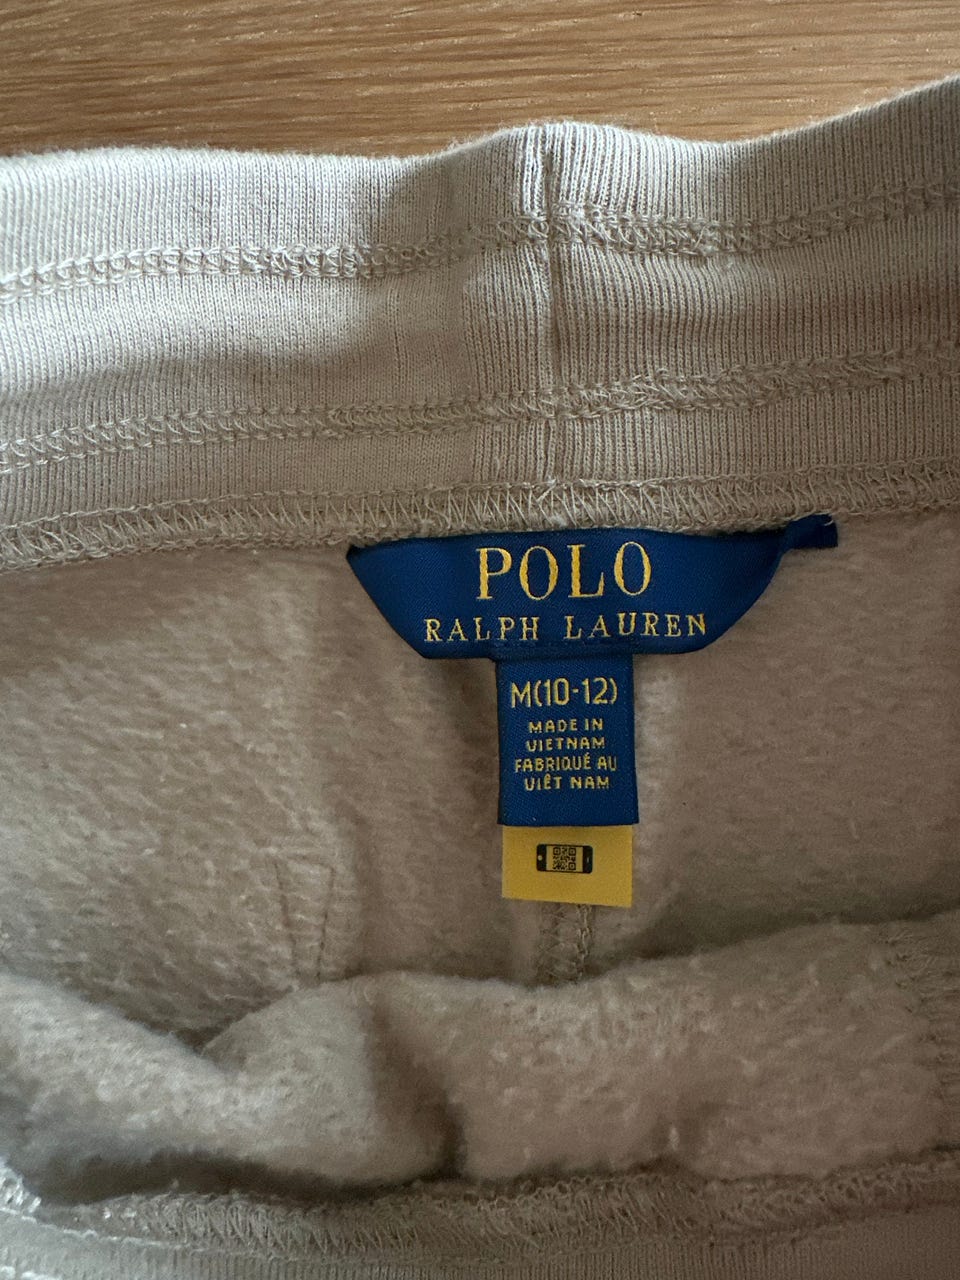 POLO
RALPH LAUREN
M(10-12)
MADE IN
VIETNAM
FABRIQUÉ AU
VIÊT NAM